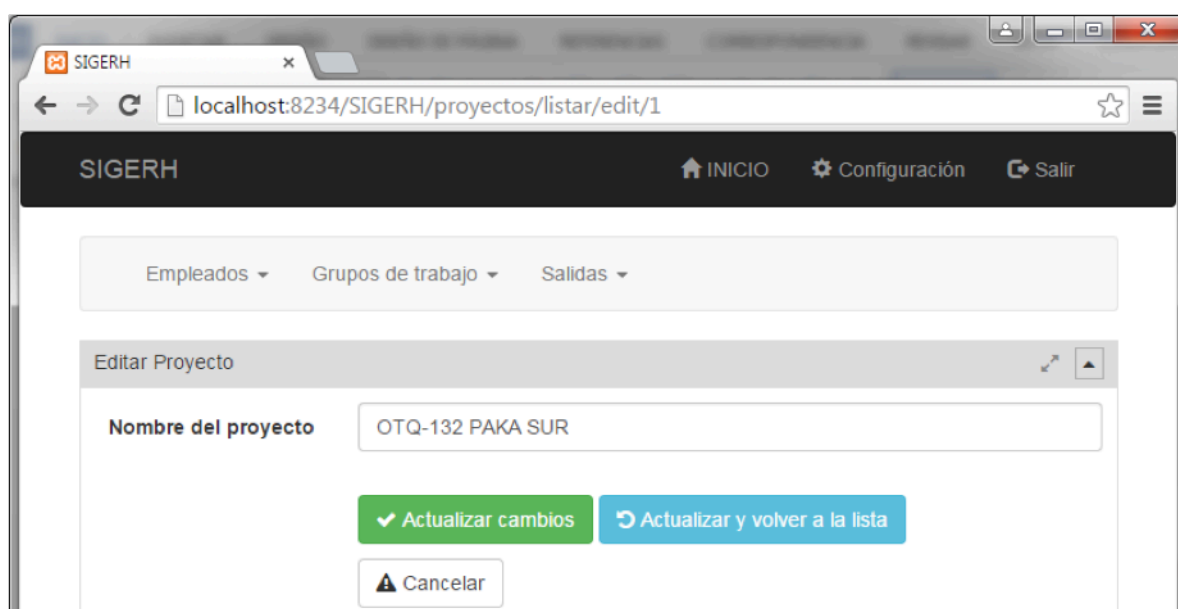 SIGERH
localhost:8234/SIGERH/proyectos/listar/edit/1
SIGERH INICIO Configuración Salir
Empleados Grupos de trabajo Salidas
Editar Proyecto
Nombre del proyecto OTQ-132 PAKA SUR
Actualizar cambios Actualizar y volver a la lista
Cancelar